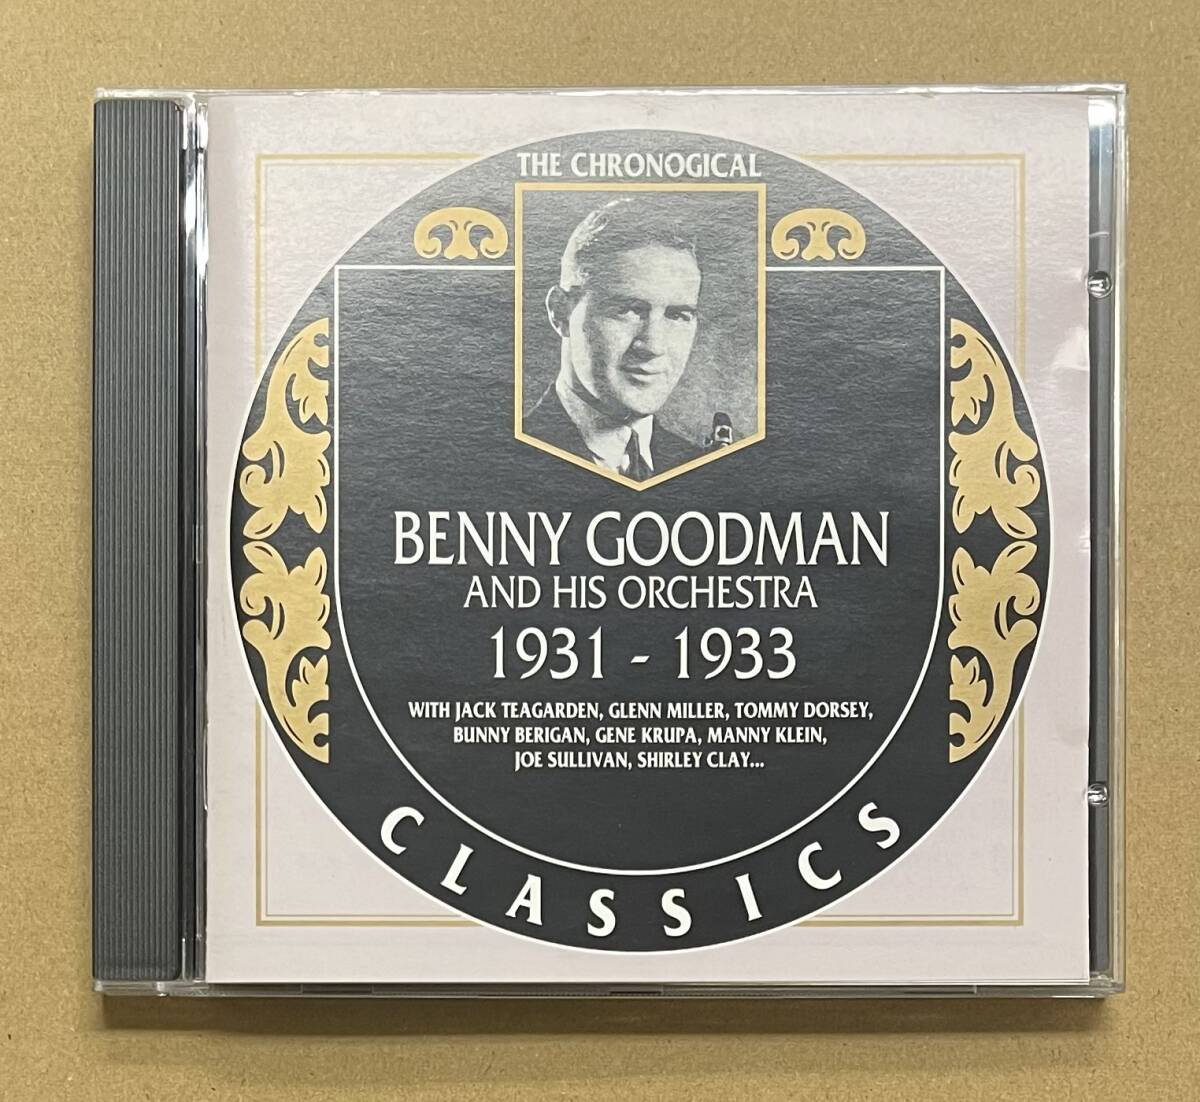 THE CHRONOGICAL
BENNY GOODMAN
AND HIS ORCHESTRA
1931 - 1933
WITH JACK TEAGARDEN, GLENN MILLER, TOMMY DORSEY,
BUNNY BERIGAN, GENE KRUPA, MANNY KLEIN,
JOE SULLIVAN, SHIRLEY CLAY...
CLASSICS